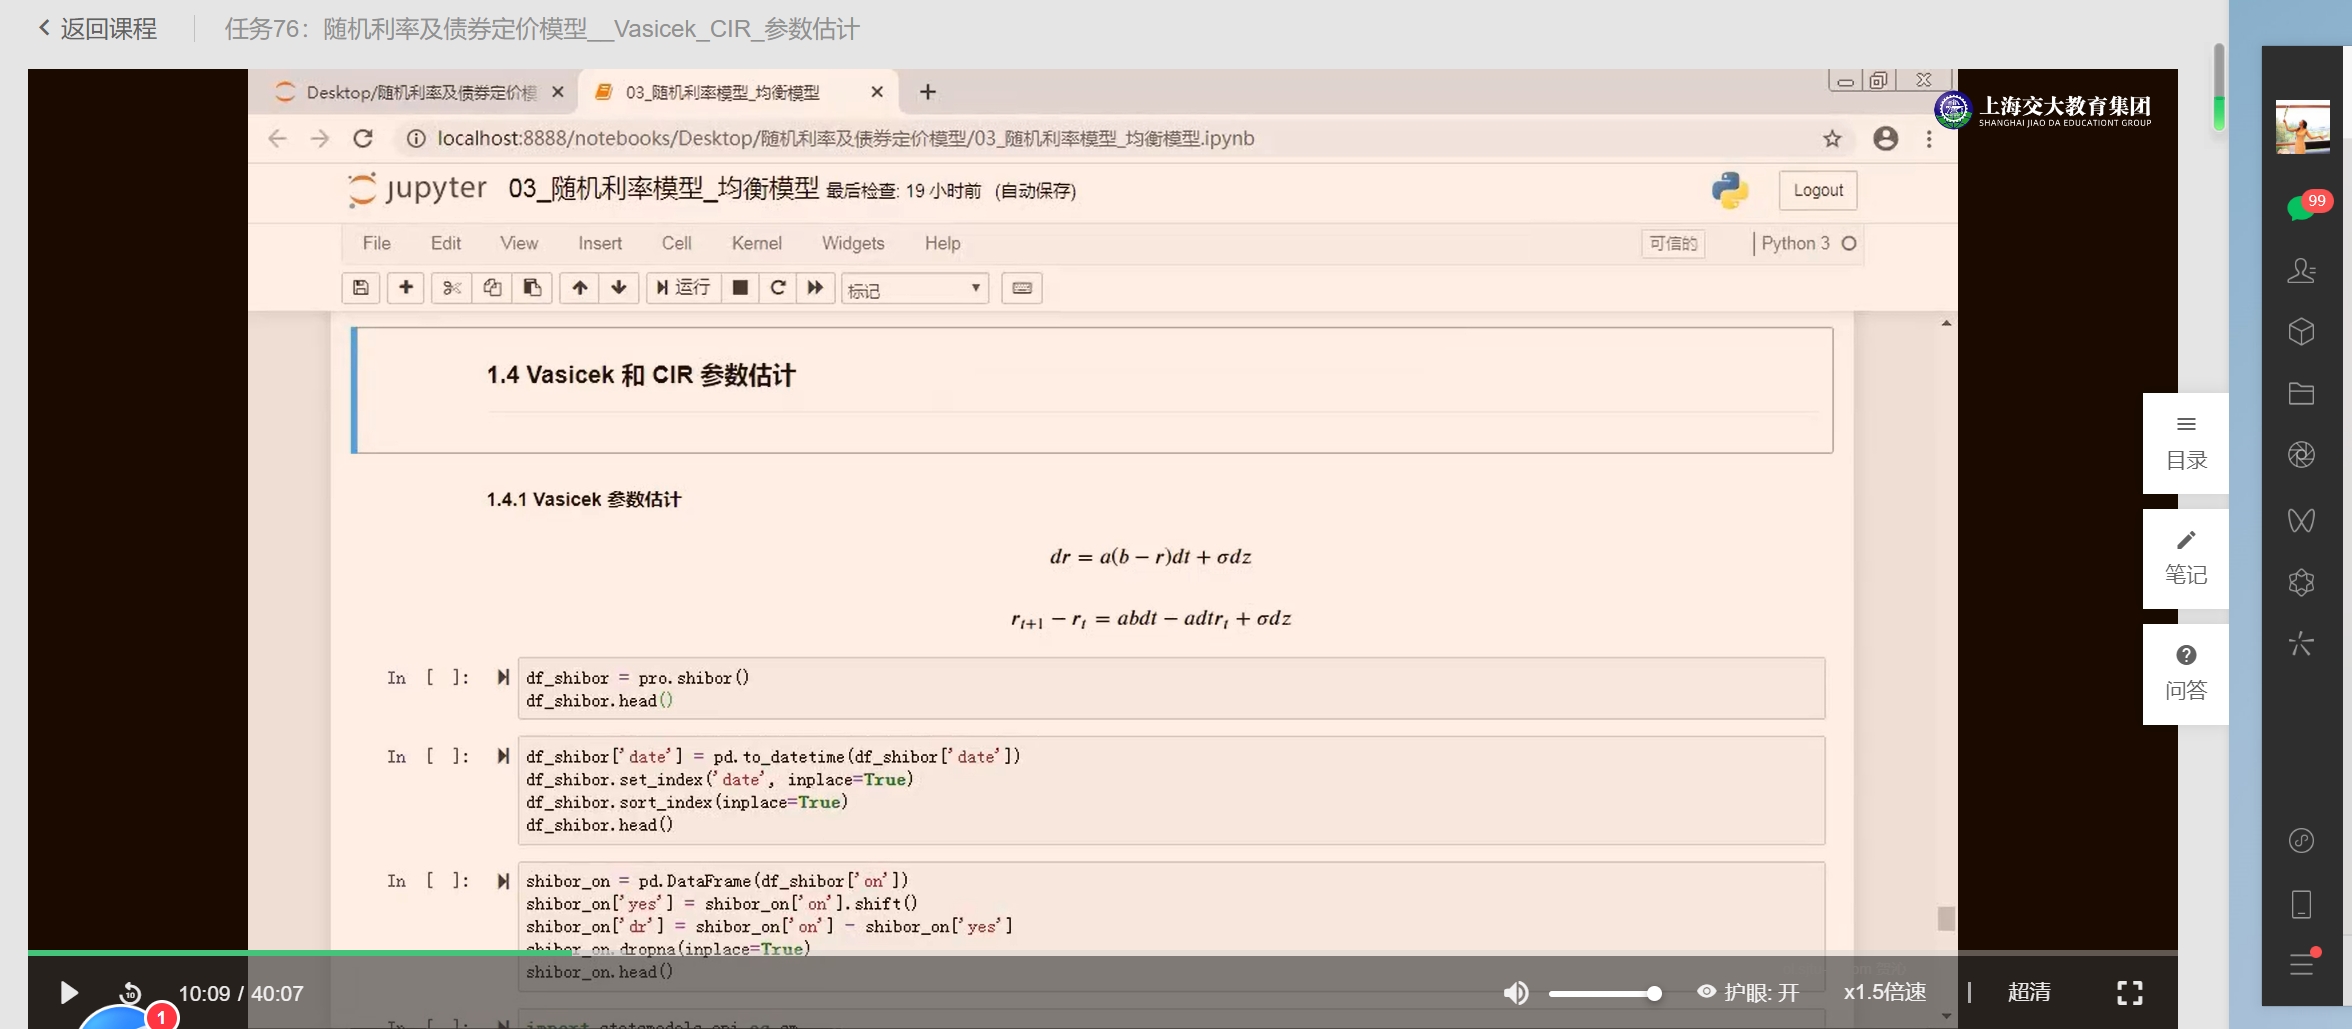 返回课程
任务76：随机利率及债券定价模型__Vasicek_CIR_参数估计
Desktop/随机利率及债券定价模
03_随机利率模型_均衡模型
上海交大教育集团
SHANGHAI JIAO DA EDUCATIONT GROUP
localhost:8888/notebooks/Desktop/随机利率及债券定价模型/03_随机利率模型_均衡模型.ipynb
jupyter 03_随机利率模型_均衡模型 最后检查: 19 小时前 (自动保存)
Logout
File Edit View Insert Cell Kernel Widgets Help
可信的
Python 3
运行
标记
1.4 Vasicek 和 CIR 参数估计
1.4.1 Vasicek 参数估计
dr = a(b − r)dt + σdz
r_{t+1} − r_t = abdt − adtr_t + σdz
In [ ]:
df_shibor = pro.shibor()
df_shibor.head()
In [ ]:
df_shibor['date'] = pd.to_datetime(df_shibor['date'])
df_shibor.set_index('date', inplace=True)
df_shibor.sort_index(inplace=True)
df_shibor.head()
In [ ]:
shibor_on = pd.DataFrame(df_shibor['on'])
shibor_on['yes'] = shibor_on['on'].shift()
shibor_on['dr'] = shibor_on['on'] - shibor_on['yes']
shibor_on.dropna(inplace=True)
shibor_on.head()
10
10:09 / 40:07
护眼: 开
x1.5倍速
超清
1
目录
笔记
问答
99